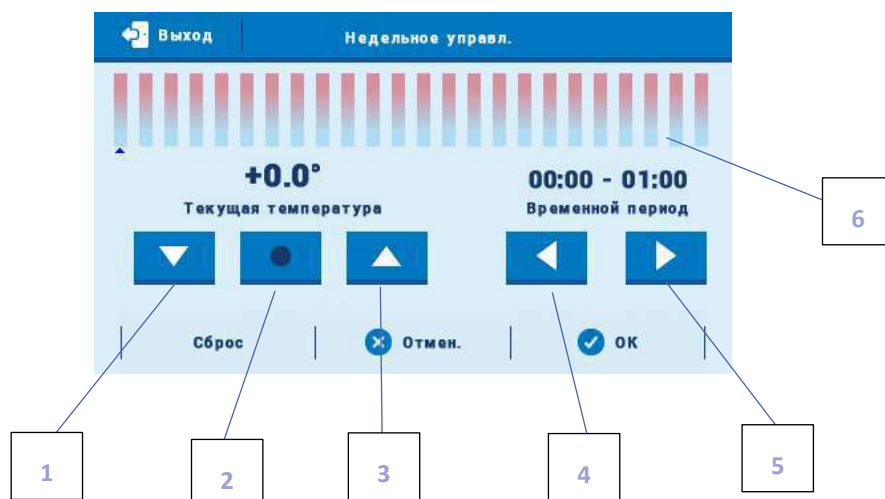 Выход
Недельное управл.
+0.0°
00:00 - 01:00
Текущая температура
Временной период
6
Сброс
Отмен.
OK
1
2
3
4
5